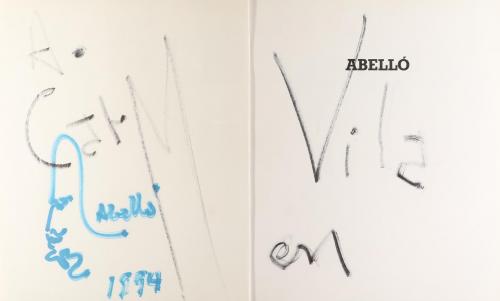 A.
Abelló
1994
ABELLÓ
Vila
en